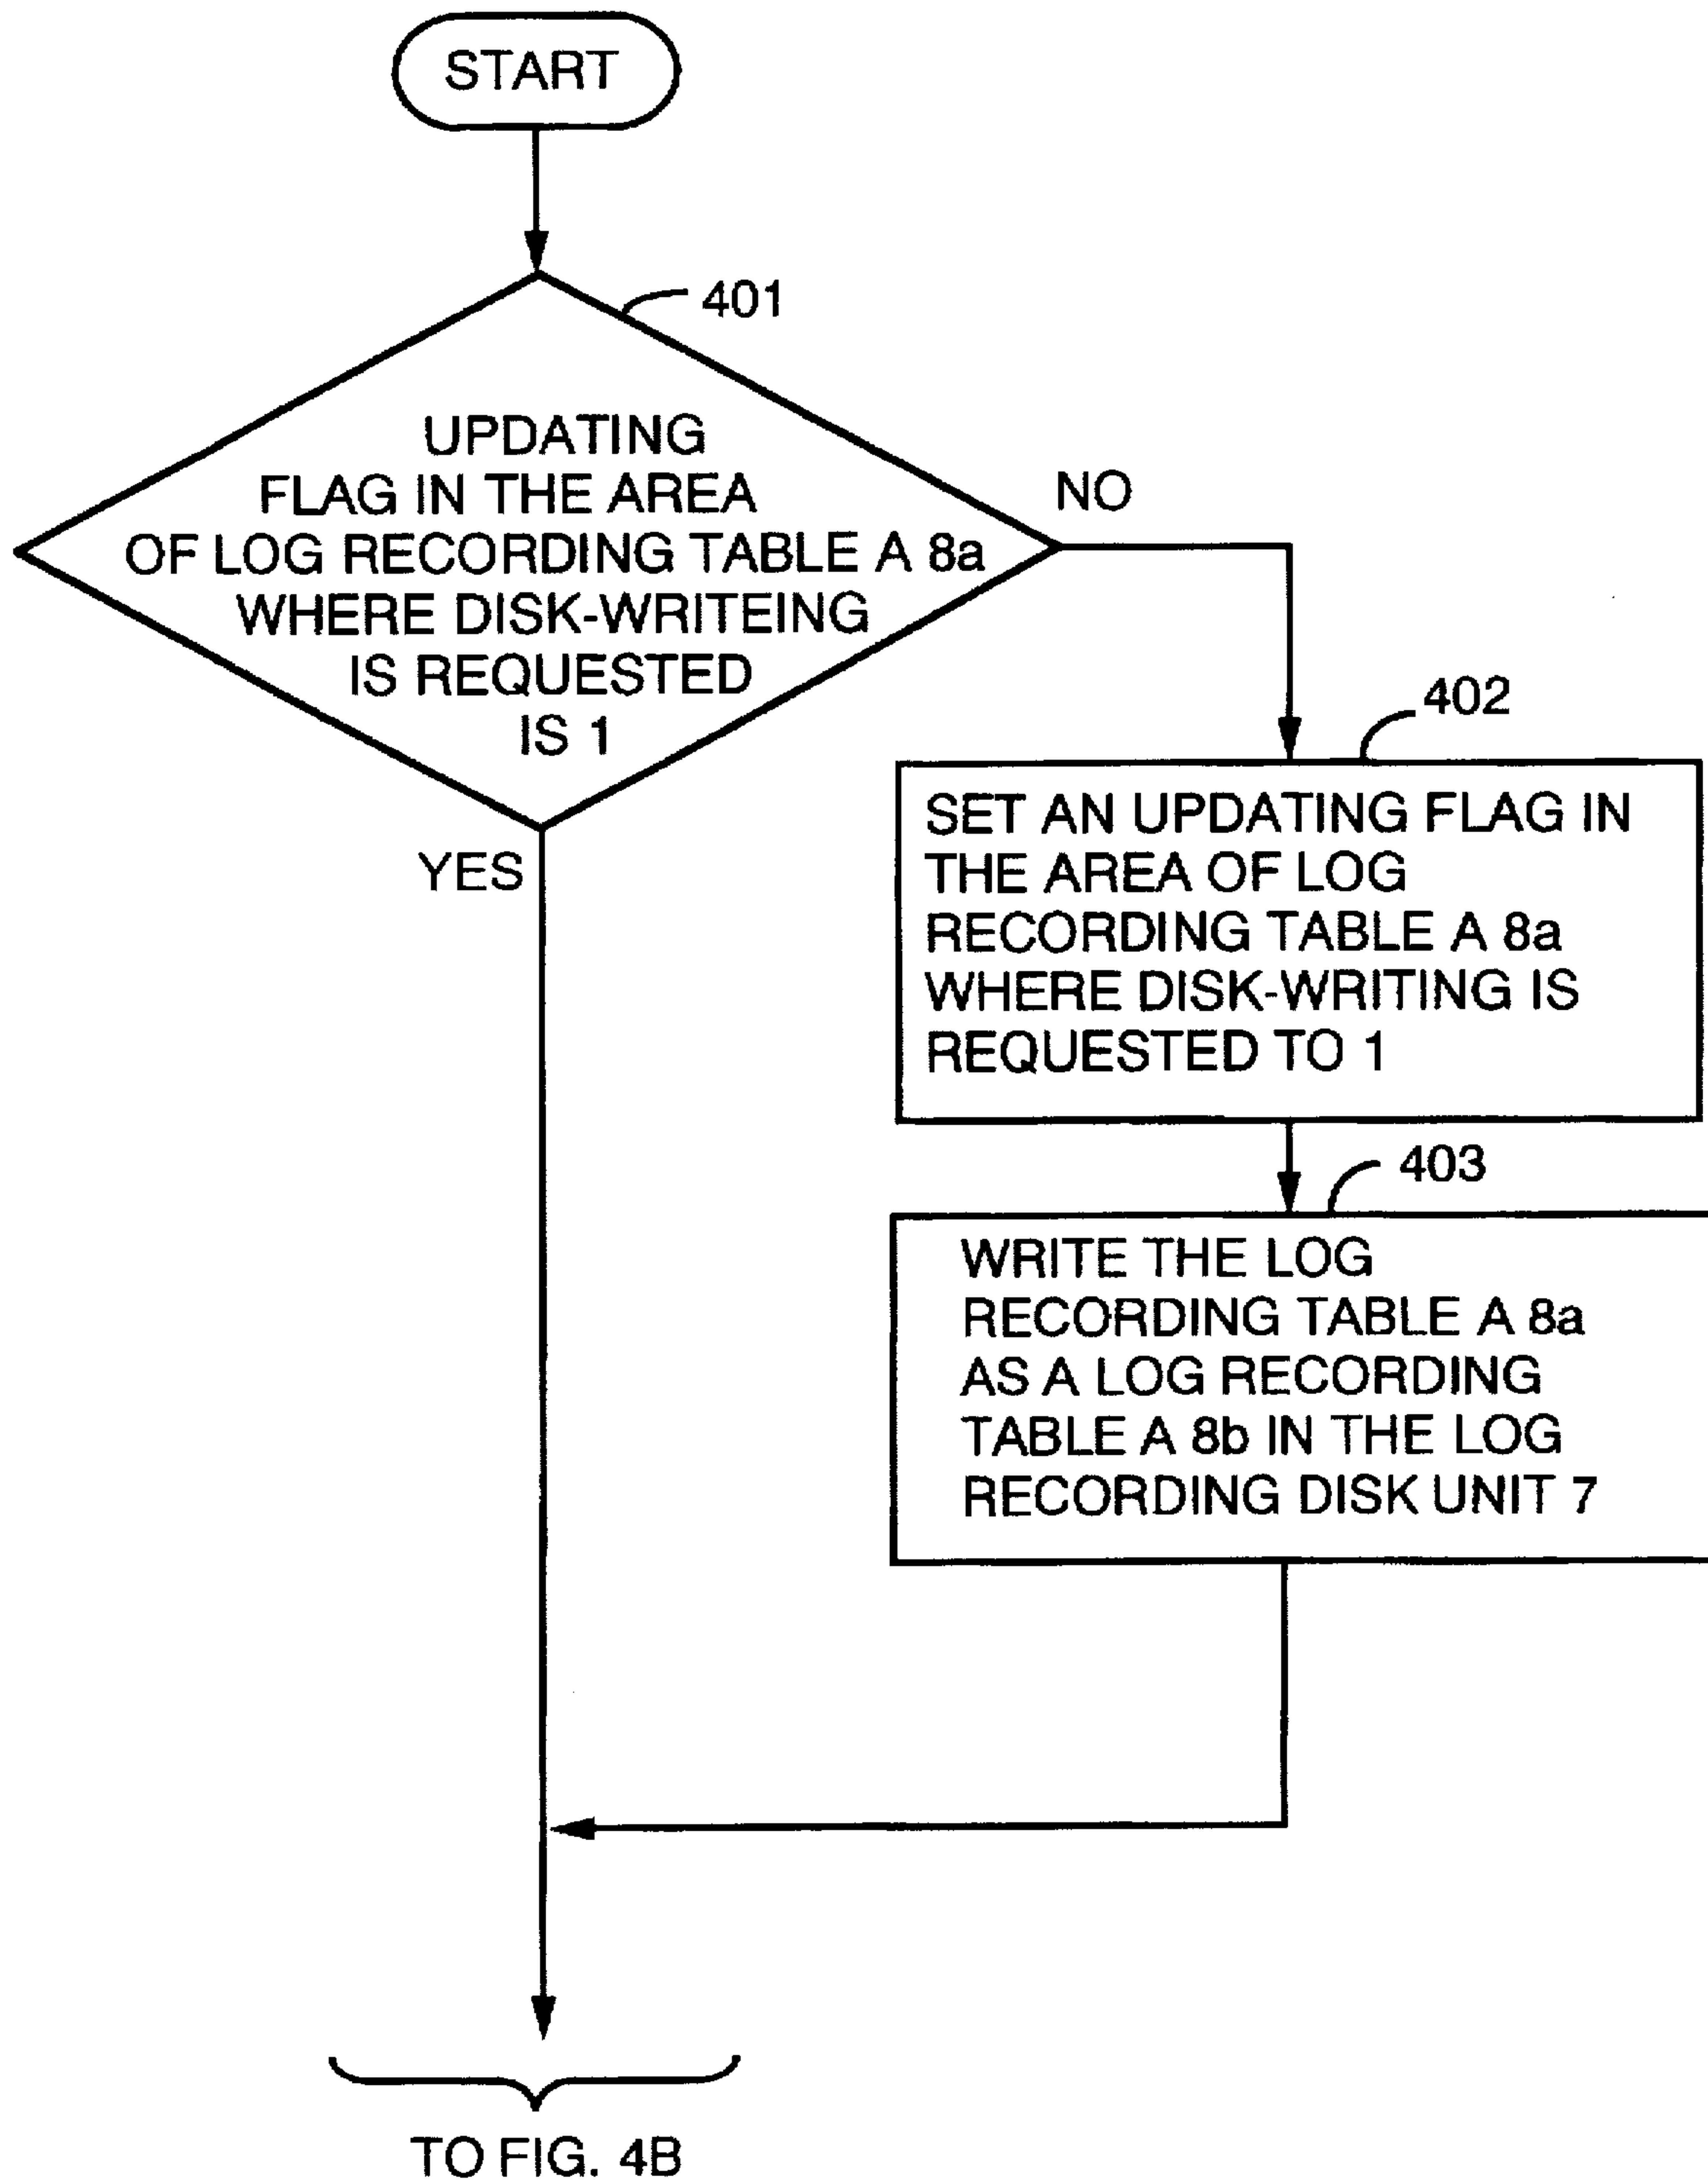 START
401
UPDATING
FLAG IN THE AREA
OF LOG RECORDING TABLE A 8a
WHERE DISK-WRITEING
IS REQUESTED
IS 1
NO
YES
402
SET AN UPDATING FLAG IN
THE AREA OF LOG
RECORDING TABLE A 8a
WHERE DISK-WRITING IS
REQUESTED TO 1
403
WRITE THE LOG
RECORDING TABLE A 8a
AS A LOG RECORDING
TABLE A 8b IN THE LOG
RECORDING DISK UNIT 7
TO FIG. 4B